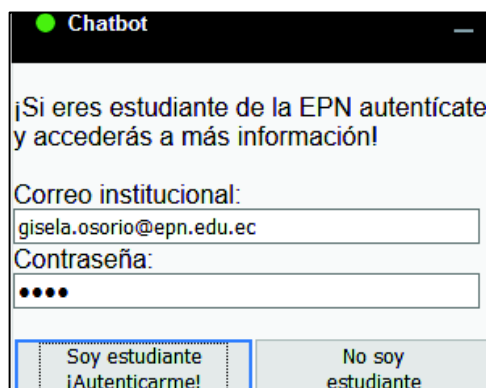 Chatbot
¡Si eres estudiante de la EPN autentícate
y accederás a más información!
Correo institucional:
gisela.osorio@epn.edu.ec
Contraseña:
••••
Soy estudiante
¡Autenticarme!
No soy
estudiante